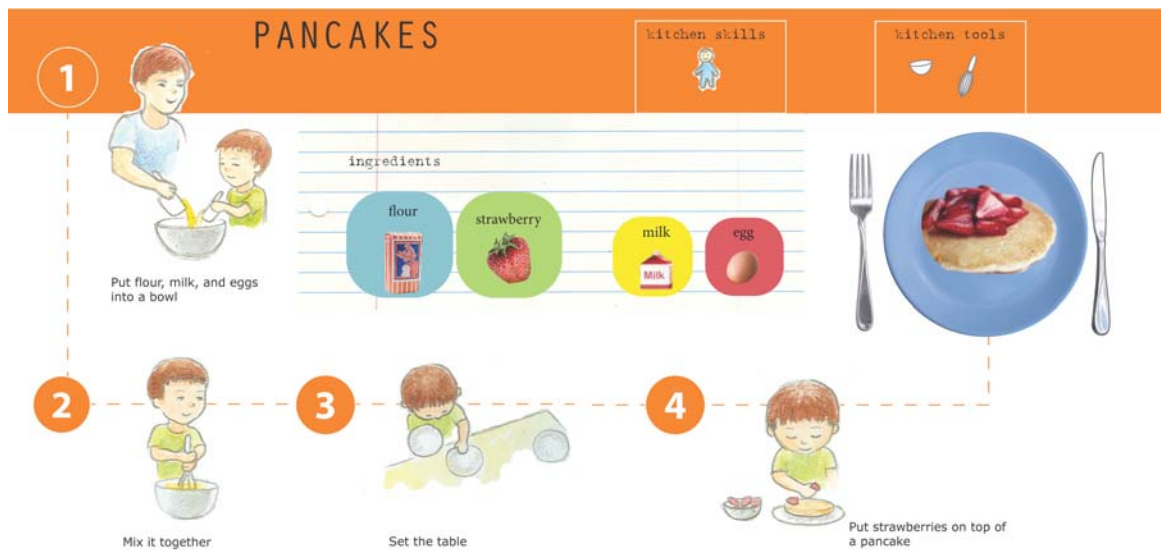 PANCAKES
kitchen skills
kitchen tools
1
Put flour, milk, and eggs
into a bowl
ingredients
flour
strawberry
milk
Milk
egg
2
Mix it together
3
Set the table
4
Put strawberries on top of
a pancake